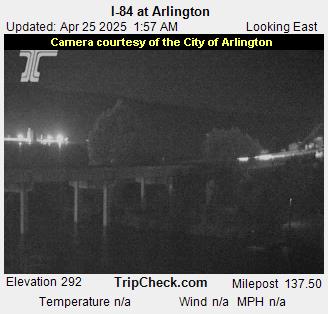 I-84 at Arlington
Updated: Apr 25 2025 1:57 AM Looking East
Camera courtesy of the City of Arlington
Elevation 292 TripCheck.com Milepost 137.50
Temperature n/a Wind n/a MPH n/a